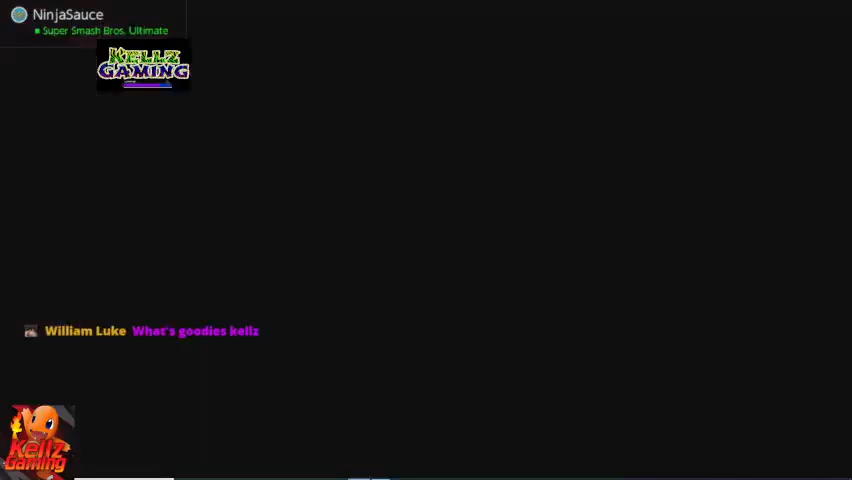 NinjaSauce
Super Smash Bros. Ultimate
KELLZ
GAMING
William Luke What's goodies kellz
Kellz
Gaming